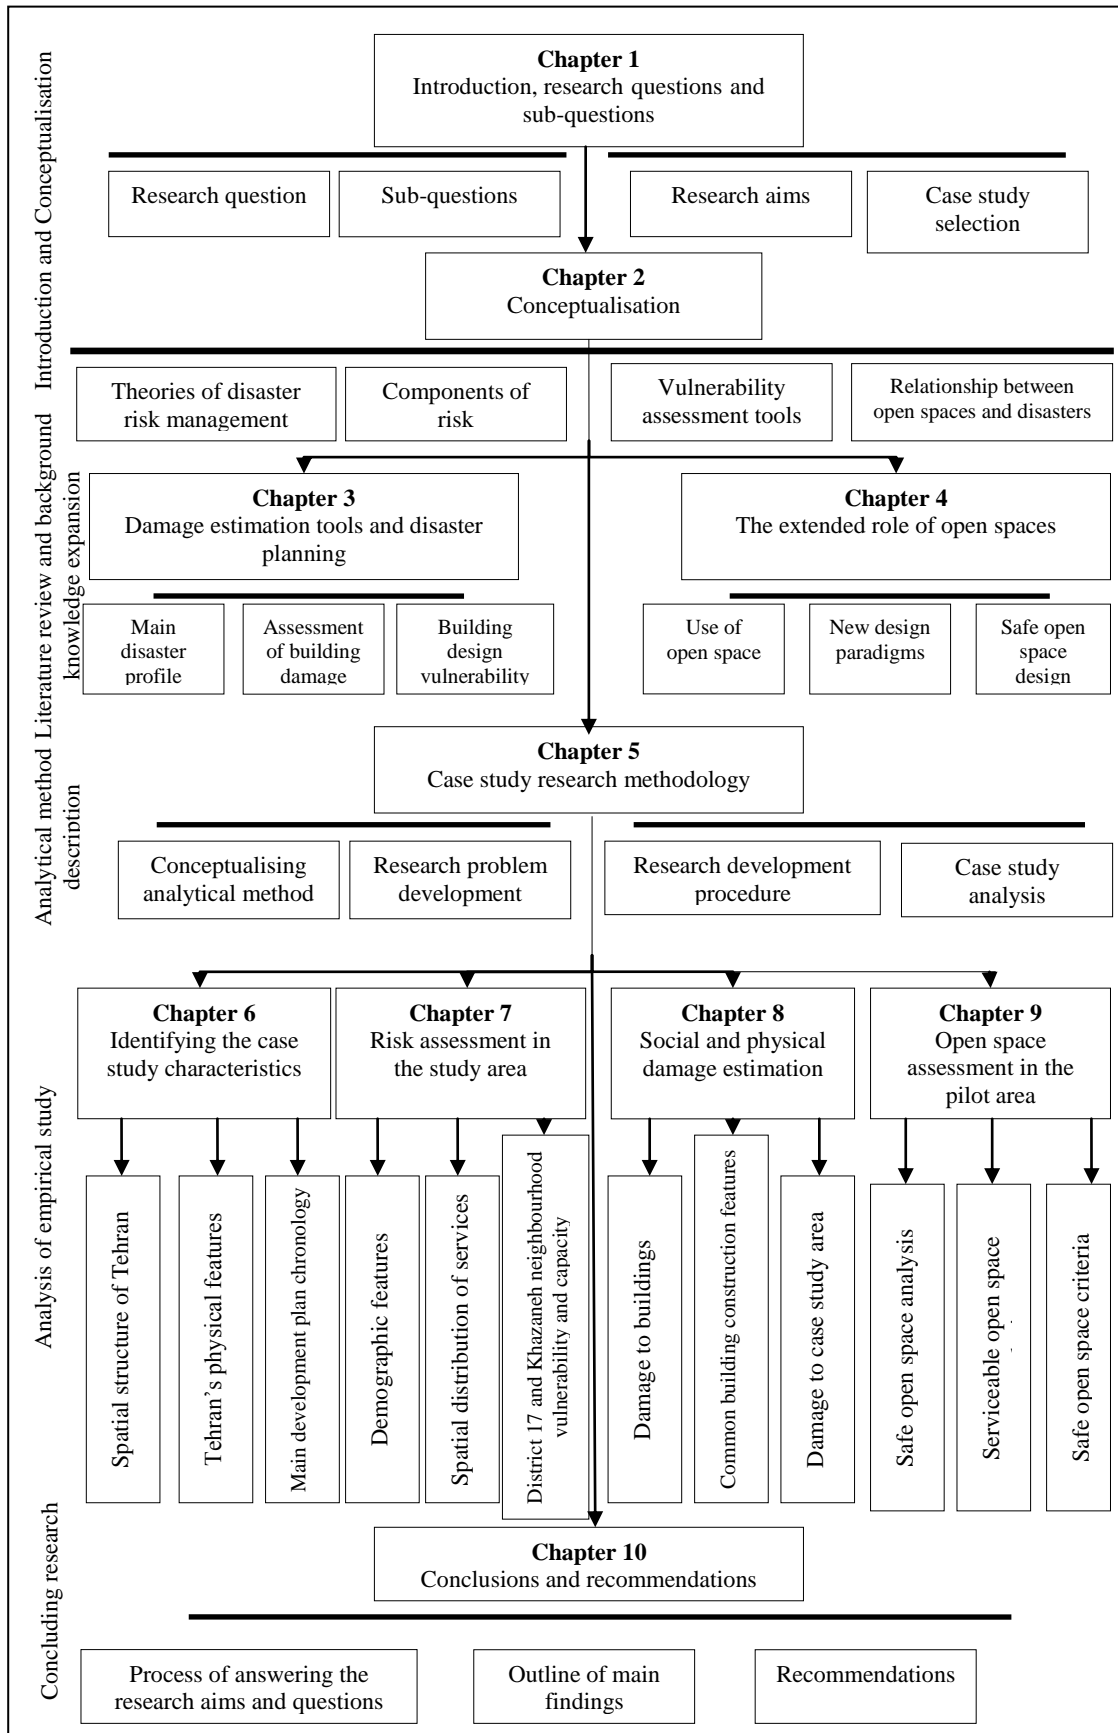 Introduction and Conceptualisation
Chapter 1
Introduction, research questions and
sub-questions
Research question
Sub-questions
Research aims
Case study
selection
Chapter 2
Conceptualisation
Theories of disaster
risk management
Components of
risk
Vulnerability
assessment tools
Relationship between
open spaces and disasters
Literature review and background
knowledge expansion
Chapter 3
Damage estimation tools and disaster
planning
Chapter 4
The extended role of open spaces
Main
disaster
profile
Assessment
of building
damage
Building
design
vulnerability
Use of
open space
New design
paradigms
Safe open
space
design
Analytical method
description
Chapter 5
Case study research methodology
Conceptualising
analytical method
Research problem
development
Research development
procedure
Case study
analysis
Analysis of empirical study
Chapter 6
Identifying the case
study characteristics
Chapter 7
Risk assessment in
the study area
Chapter 8
Social and physical
damage estimation
Chapter 9
Open space
assessment in the
pilot area
Spatial structure of Tehran
Tehran's physical features
Main development plan chronology
Demographic features
Spatial distribution of services
District 17 and Khazaneh neighbourhood
vulnerability and capacity
Damage to buildings
Common building construction features
Damage to case study area
Safe open space analysis
Serviceable open space
Safe open space criteria
Concluding research
Chapter 10
Conclusions and recommendations
Process of answering the
research aims and questions
Outline of main
findings
Recommendations